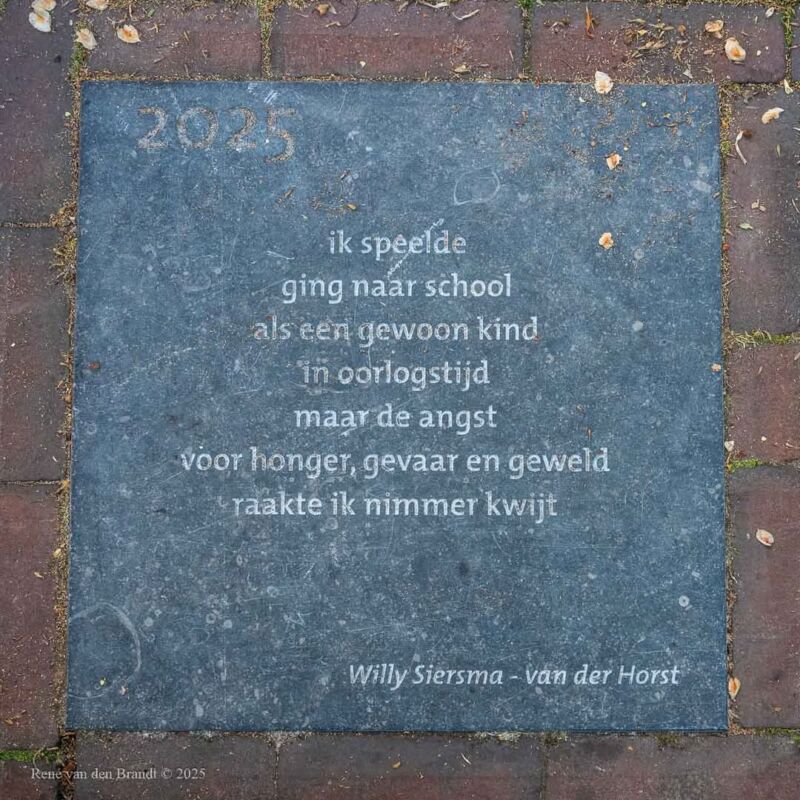 2025
ik speelde
ging naar school
als een gewoon kind
in oorlogstijd
maar de angst
voor honger, gevaar en geweld
raakte ik nimmer kwijt
Willy Siersma - van der Horst
René van den Brandt © 2025